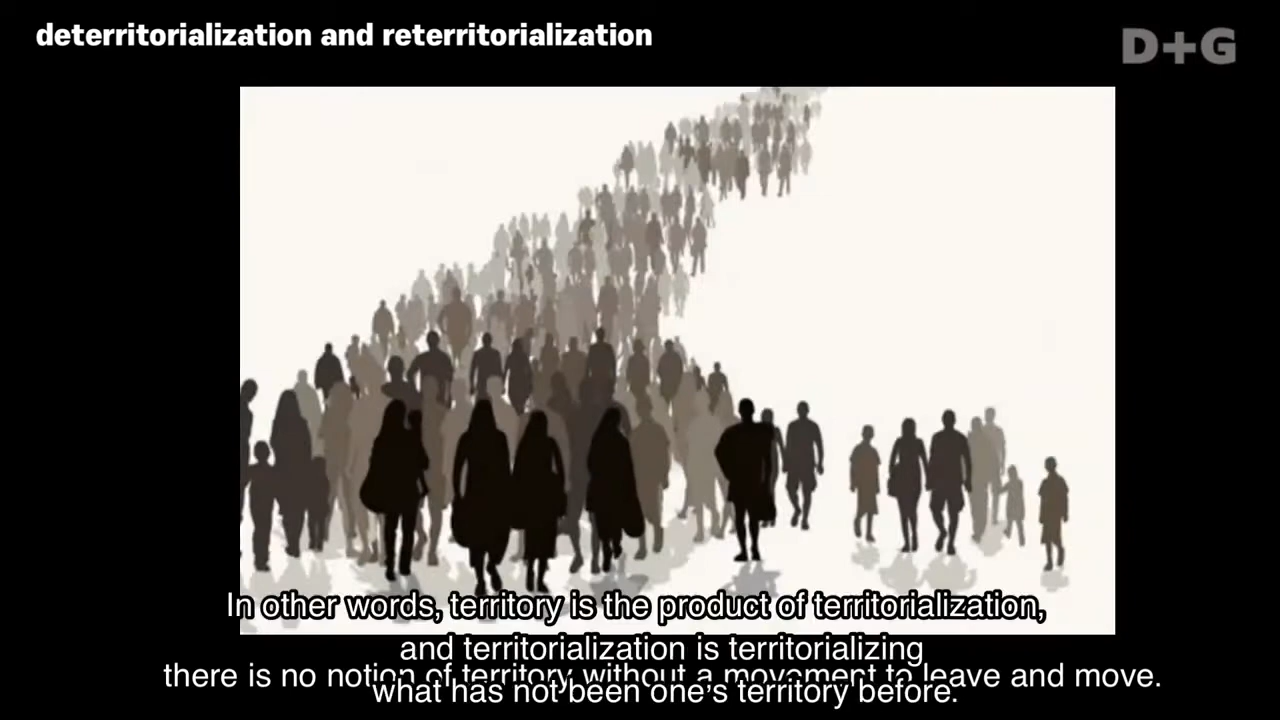 deterritorialization and reterritorialization
D+G
In other words, territory is the product of territorialization,
and territorialization is territorializing
there is no notion of territory without a movement to leave and move.
what has not been one's territory before.